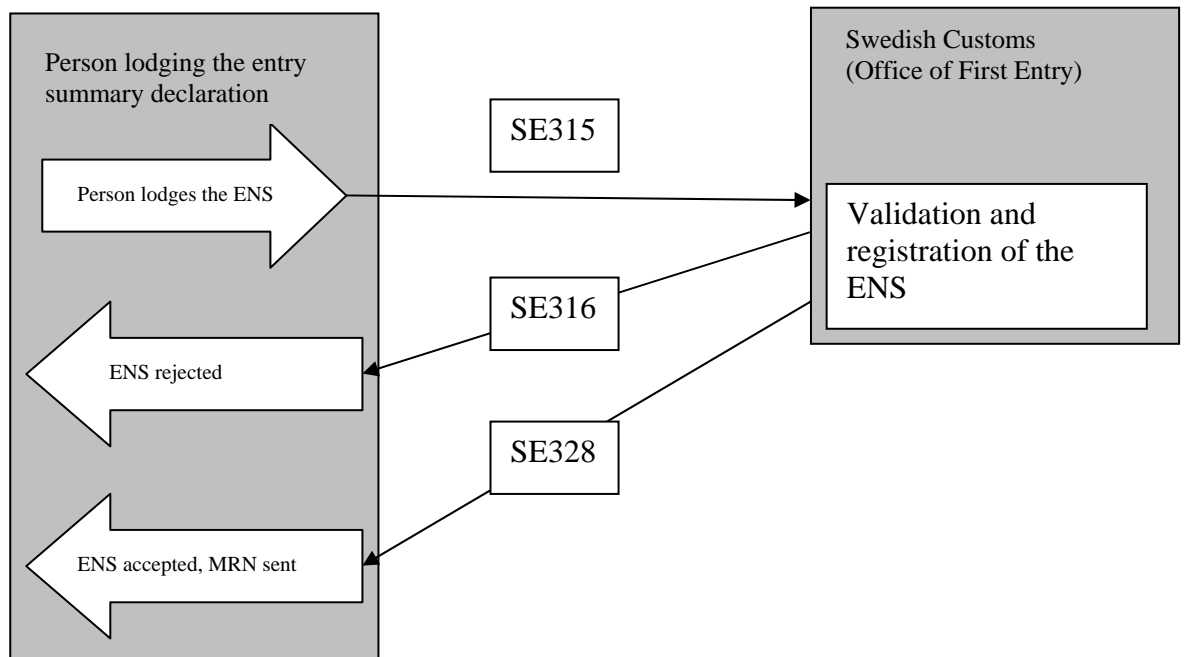 Person lodging the entry
summary declaration
Person lodges the ENS
ENS rejected
ENS accepted, MRN sent
SE315
SE316
SE328
Swedish Customs
(Office of First Entry)
Validation and
registration of the
ENS